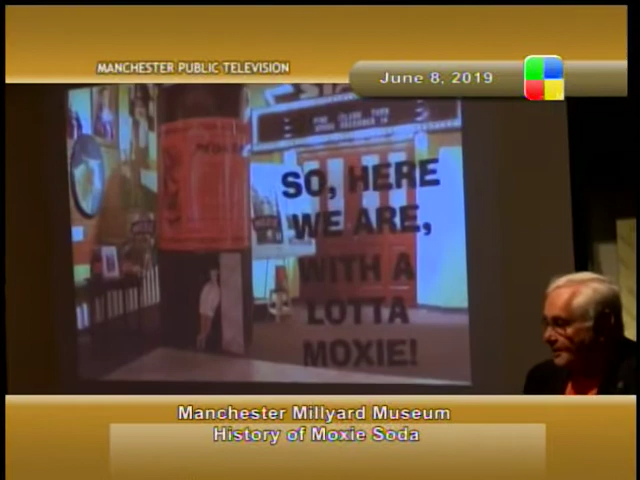 MANCHESTER PUBLIC TELEVISION
June 8, 2019
SO, HERE
WE ARE,
WITH A
LOTTA
MOXIE!
Manchester Millyard Museum
History of Moxie Soda